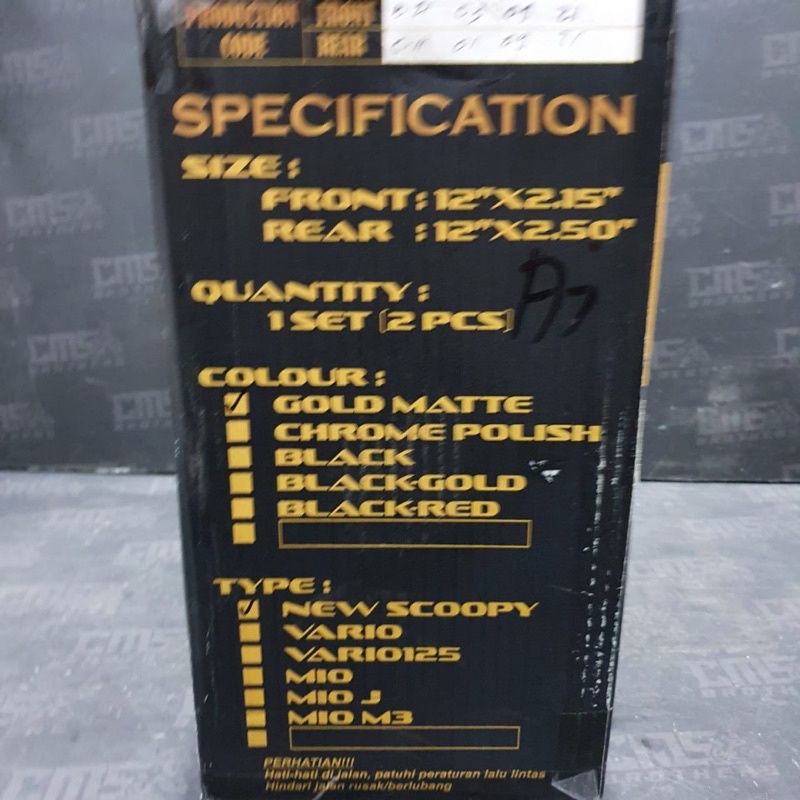 PRODUCTION CODE
FRONT
REAR
SPECIFICATION
SIZE :
FRONT : 12"X2.15"
REAR : 12"X2.50"
QUANTITY :
1 SET [2 PCS]
COLOUR :
GOLD MATTE
CHROME POLISH
BLACK
BLACK-GOLD
BLACK-RED
TYPE :
NEW SCOOPY
VARIO
VARIO125
MIO
MIO J
MIO M3
PERHATIAN!!!
Hati-hati di jalan, patuhi peraturan lalu lintas
Hindari jalan rusak/berlubang